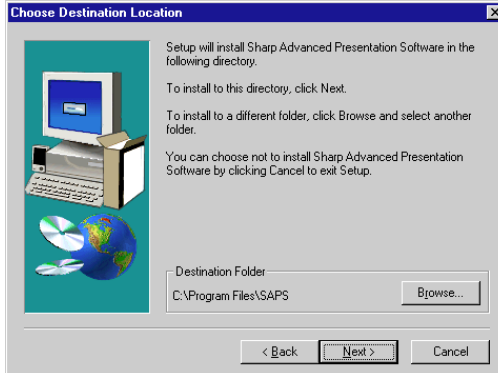 Choose Destination Location
Setup will install Sharp Advanced Presentation Software in the
following directory.
To install to this directory, click Next.
To install to a different folder, click Browse and select another
folder.
You can choose not to install Sharp Advanced Presentation
Software by clicking Cancel to exit Setup.
Destination Folder
C:\Program Files\SAPS
Browse...
< Back
Next >
Cancel